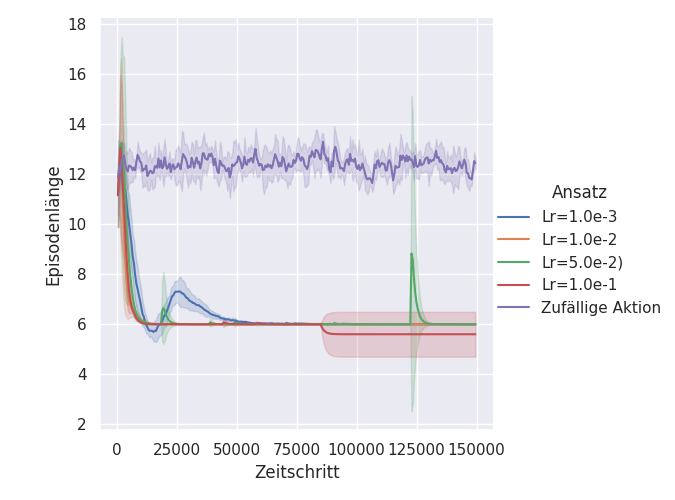 18
16
14
12
10
8
6
4
2
Episodenlänge
0 25000 50000 75000 100000 125000 150000
Zeitschritt
Ansatz
Lr=1.0e-3
Lr=1.0e-2
Lr=5.0e-2)
Lr=1.0e-1
Zufällige Aktion